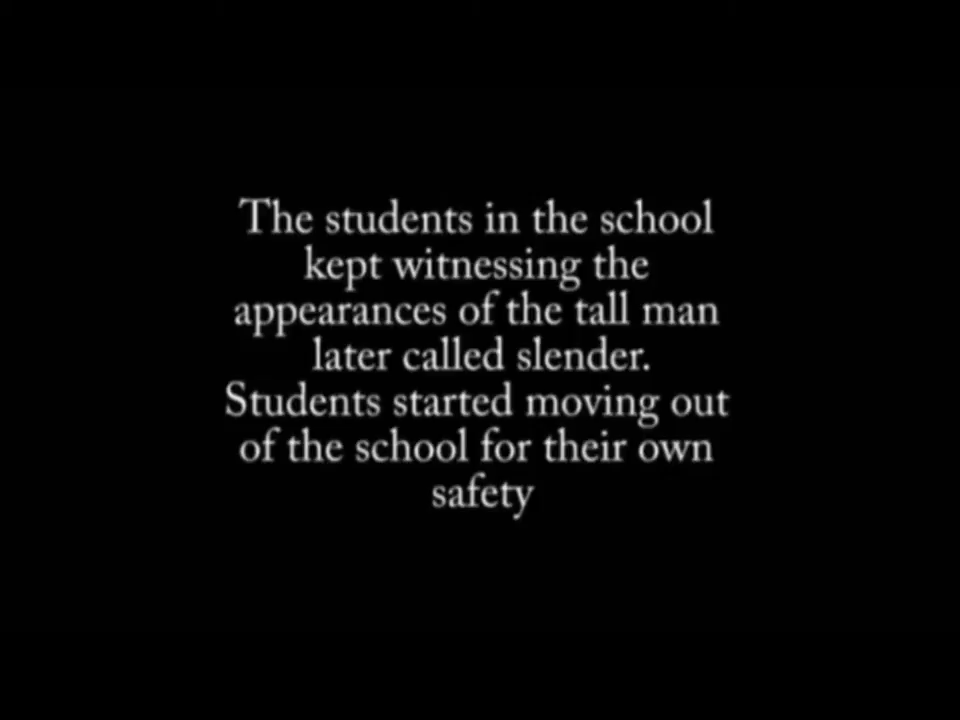 The students in the school
kept witnessing the
appearances of the tall man
later called slender.
Students started moving out
of the school for their own
safety